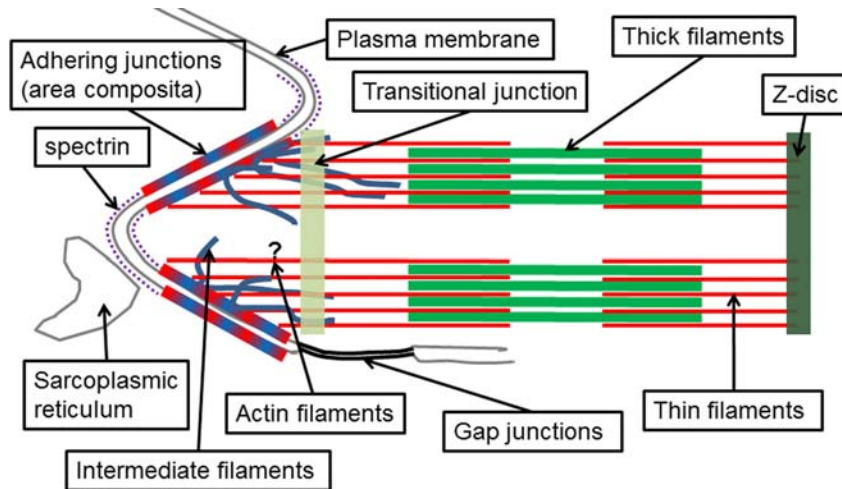 Plasma membrane
Thick filaments
Adhering junctions
(area composita)
Transitional junction
Z-disc
spectrin
?
Sarcoplasmic
reticulum
Actin filaments
Thin filaments
Gap junctions
Intermediate filaments